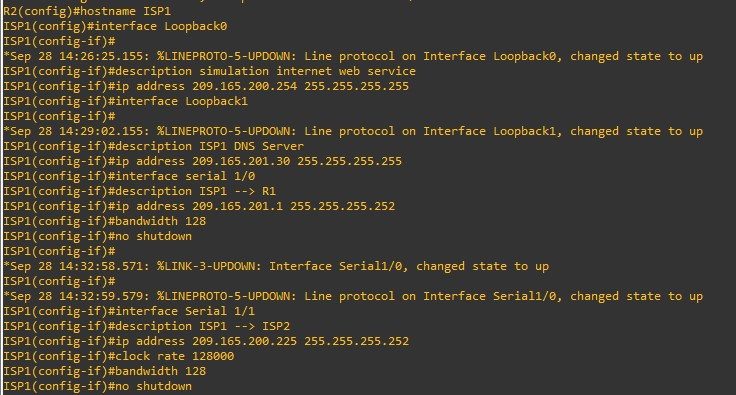 R2(config)#hostname ISP1
ISP1(config)#interface Loopback0
ISP1(config-if)#
*Sep 28 14:26:25.155: %LINEPROTO-5-UPDOWN: Line protocol on Interface Loopback0, changed state to up
ISP1(config-if)#description simulation internet web service
ISP1(config-if)#ip address 209.165.200.254 255.255.255.255
ISP1(config-if)#interface Loopback1
ISP1(config-if)#
*Sep 28 14:29:02.155: %LINEPROTO-5-UPDOWN: Line protocol on Interface Loopback1, changed state to up
ISP1(config-if)#description ISP1 DNS Server
ISP1(config-if)#ip address 209.165.201.30 255.255.255.255
ISP1(config-if)#interface serial 1/0
ISP1(config-if)#description ISP1 --> R1
ISP1(config-if)#ip address 209.165.201.1 255.255.255.252
ISP1(config-if)#bandwidth 128
ISP1(config-if)#no shutdown
ISP1(config-if)#
*Sep 28 14:32:58.571: %LINK-3-UPDOWN: Interface Serial1/0, changed state to up
ISP1(config-if)#
*Sep 28 14:32:59.579: %LINEPROTO-5-UPDOWN: Line protocol on Interface Serial1/0, changed state to up
ISP1(config-if)#interface Serial 1/1
ISP1(config-if)#description ISP1 --> ISP2
ISP1(config-if)#ip address 209.165.200.225 255.255.255.252
ISP1(config-if)#clock rate 128000
ISP1(config-if)#bandwidth 128
ISP1(config-if)#no shutdown